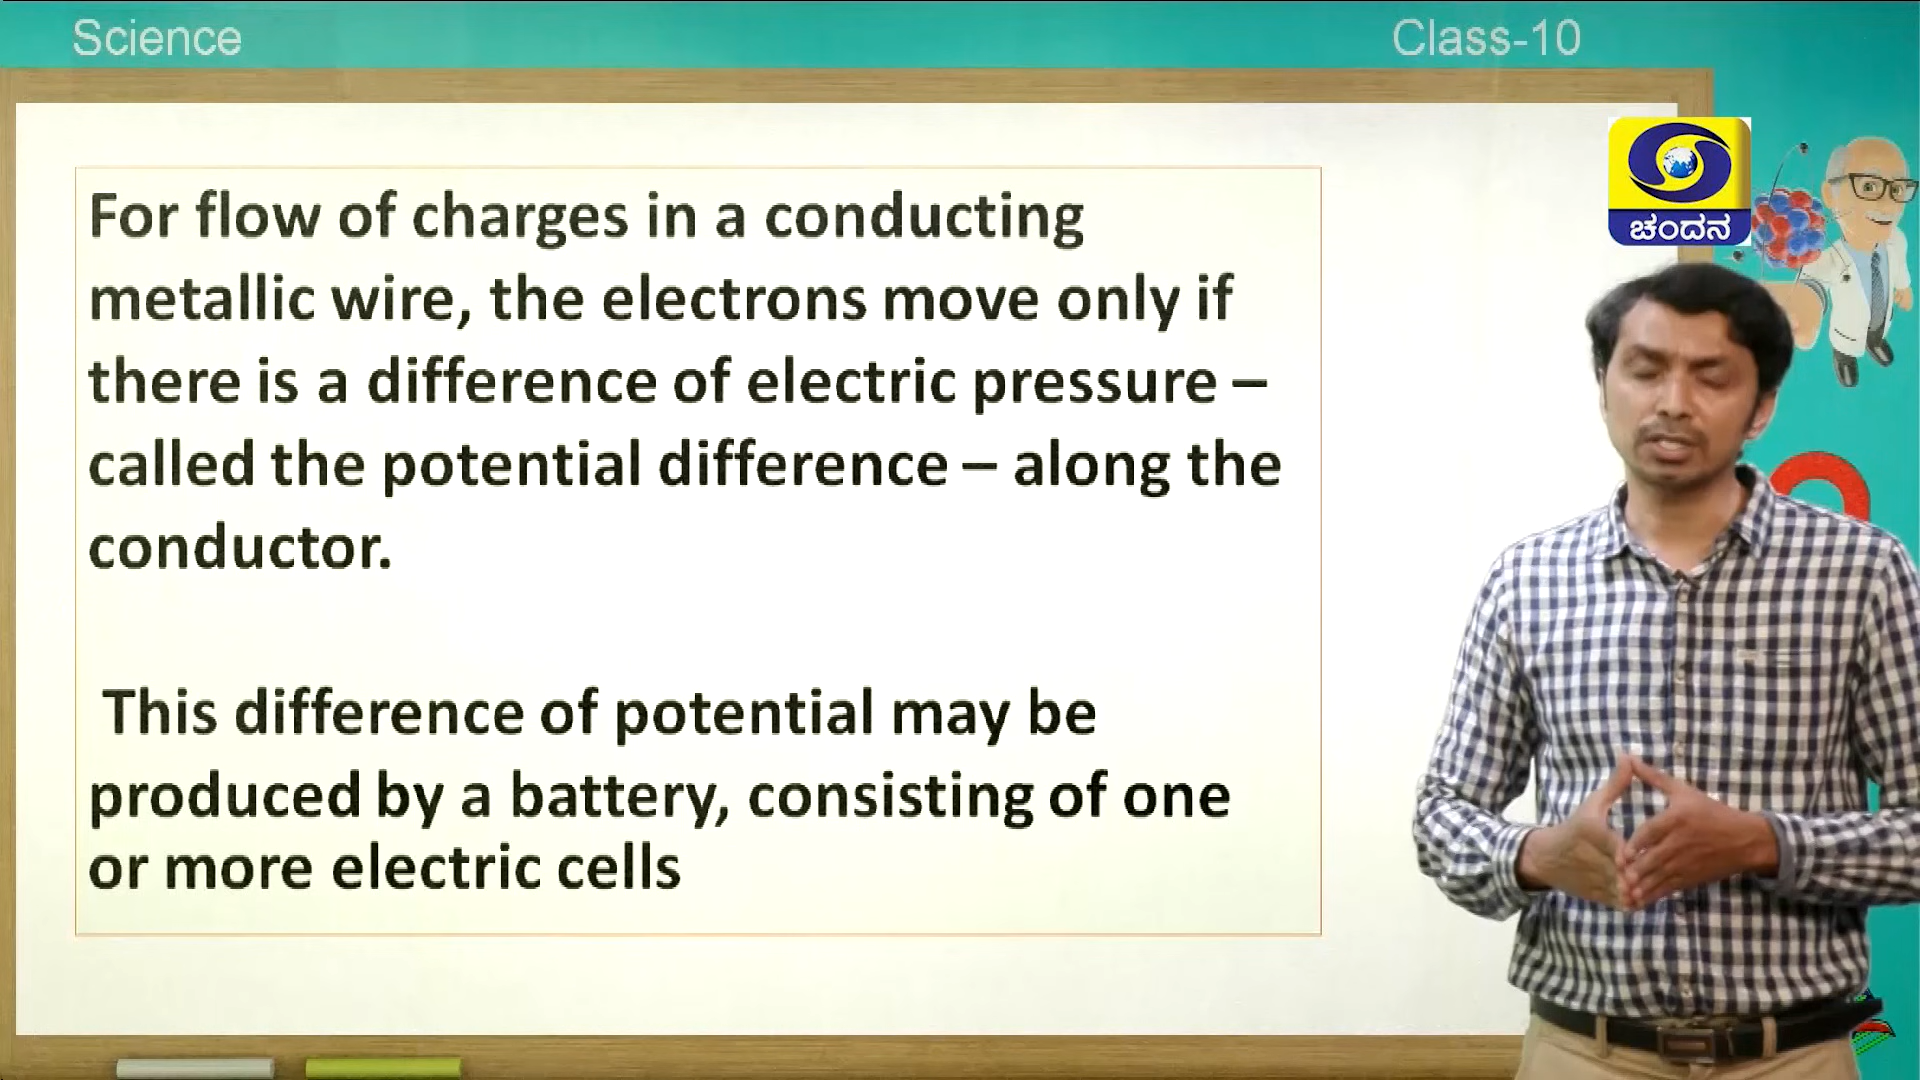 Science
Class-10
ಚಂದನ
For flow of charges in a conducting
metallic wire, the electrons move only if
there is a difference of electric pressure –
called the potential difference – along the
conductor.
This difference of potential may be
produced by a battery, consisting of one
or more electric cells